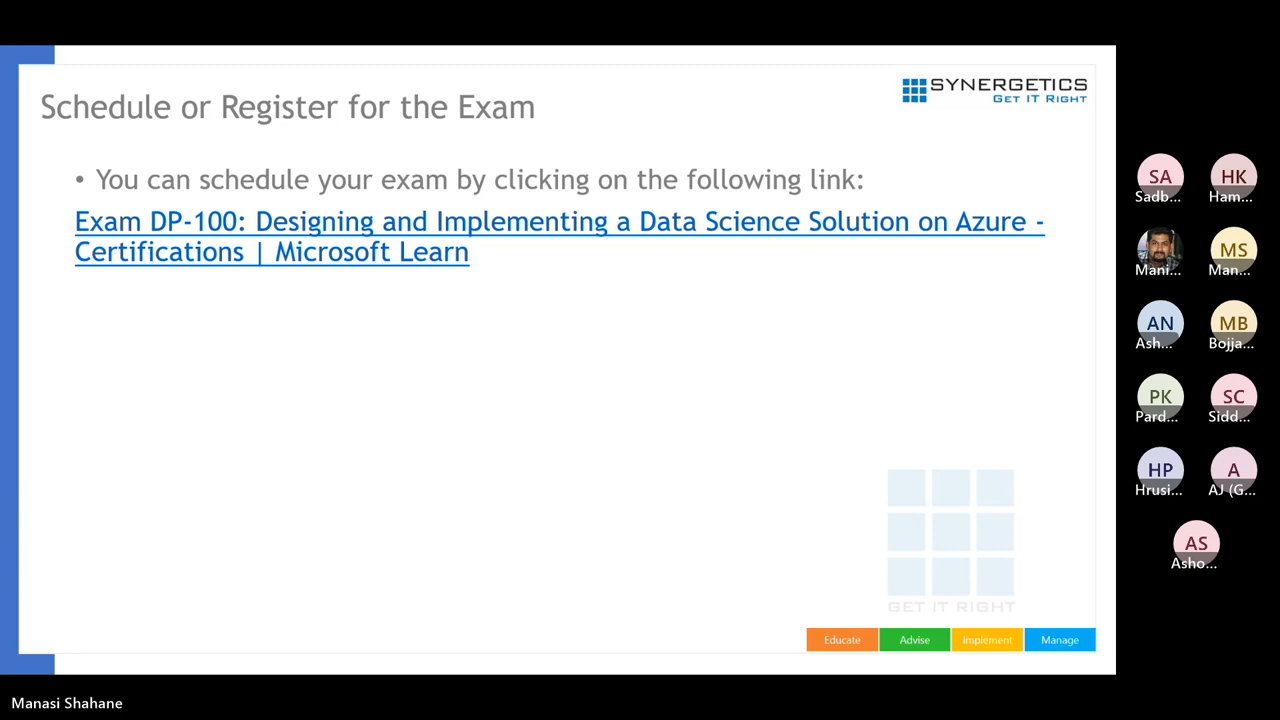 SYNERGETICS
GET IT RIGHT
Schedule or Register for the Exam
• You can schedule your exam by clicking on the following link:
Exam DP-100: Designing and Implementing a Data Science Solution on Azure -
Certifications | Microsoft Learn
GET IT RIGHT
Educate Advise Implement Manage
SA HK
Sadb... Ham...
MS
Mani... Man...
AN MB
Ash... Bojja...
PK SC
Pard... Sidd...
HP A
Hrusi... AJ (G...
AS
Asho...
Manasi Shahane